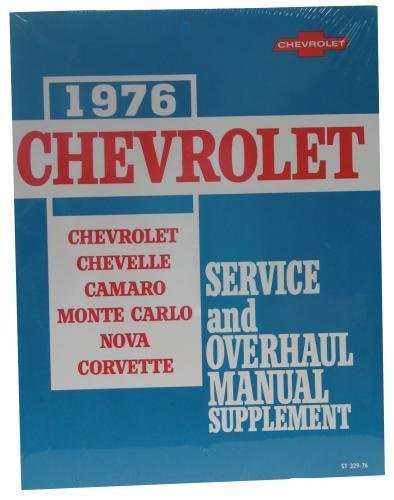 CHEVROLET
1976
CHEVROLET
CHEVROLET
CHEVELLE
CAMARO
MONTE CARLO
NOVA
CORVETTE
SERVICE
and
OVERHAUL
MANUAL
SUPPLEMENT
ST 329-76